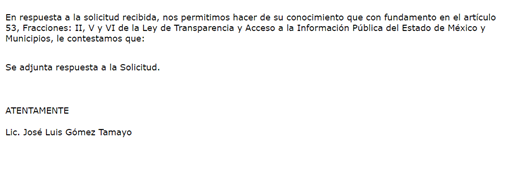 En respuesta a la solicitud recibida, nos permitimos hacer de su conocimiento que con fundamento en el artículo
53, Fracciones: II, V y VI de la Ley de Transparencia y Acceso a la Información Pública del Estado de México y
Municipios, le contestamos que:
Se adjunta respuesta a la Solicitud.
ATENTAMENTE
Lic. José Luis Gómez Tamayo